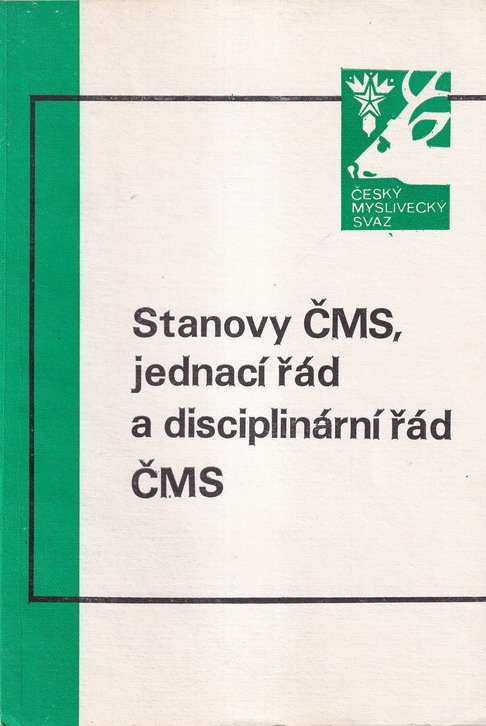 ČESKÝ
MYSLIVECKÝ
SVAZ
Stanovy ČMS,
jednací řád
a disciplinární řád
ČMS